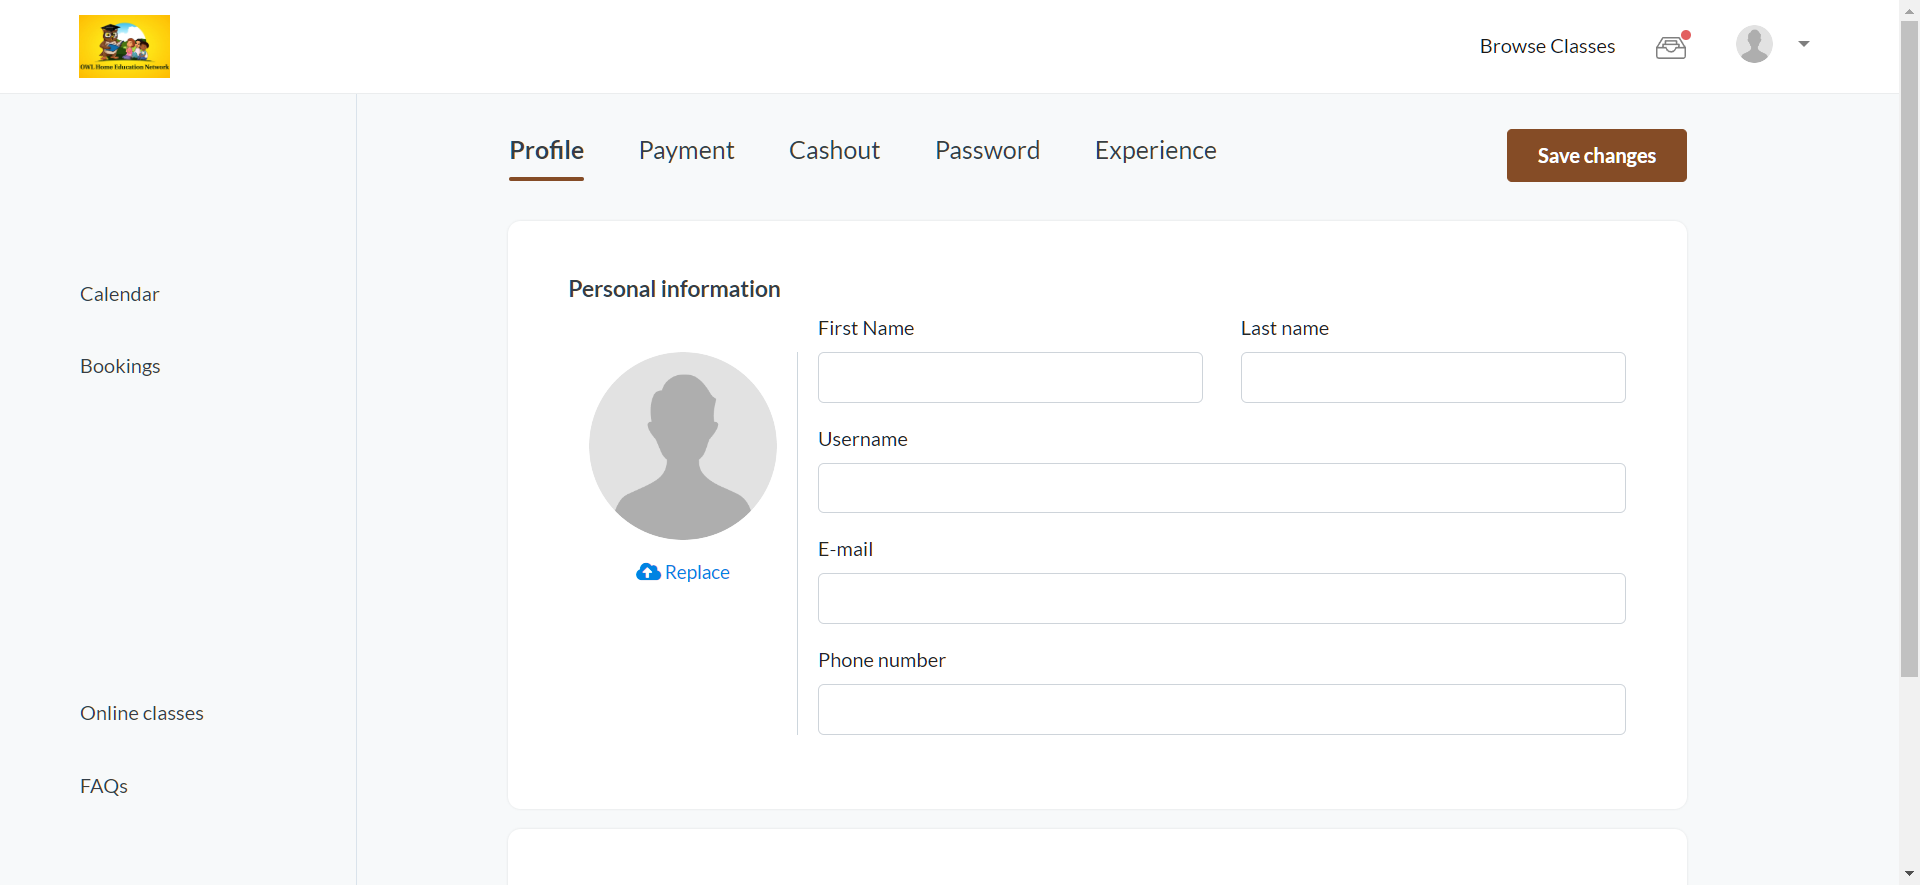 OWL Home Education Network
Browse Classes
Profile
Payment
Cashout
Password
Experience
Save changes
Calendar
Bookings
Online classes
FAQs
Personal information
First Name
Last name
Username
E-mail
Phone number
Replace